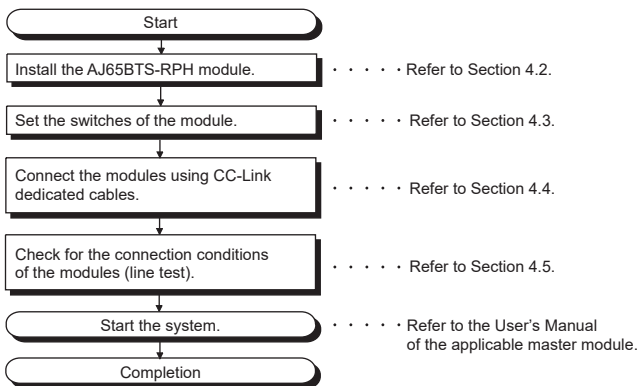 Start
Install the AJ65BTS-RPH module.
・・・・・Refer to Section 4.2.
Set the switches of the module.
・・・・・Refer to Section 4.3.
Connect the modules using CC-Link
dedicated cables.
・・・・・Refer to Section 4.4.
Check for the connection conditions
of the modules (line test).
・・・・・Refer to Section 4.5.
Start the system.
・・・・・Refer to the User's Manual
of the applicable master module.
Completion